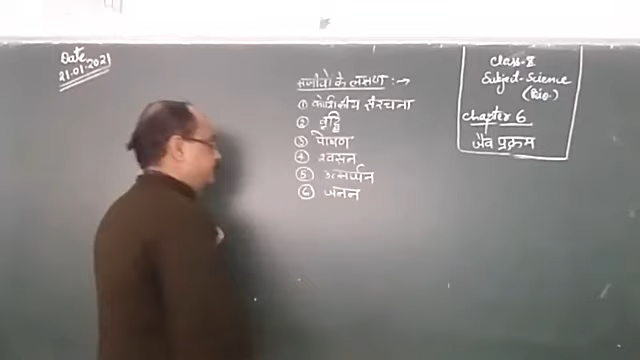 Date
21.01.2021
सजीवों के लक्षण :→
① कोशिकीय संरचना
② वृद्धि
③ पोषण
④ श्वसन
⑤ उत्सर्जन
⑥ जनन
Class-X
Subject-Science
(Bio.)
Chapter 6
जैव प्रक्रम